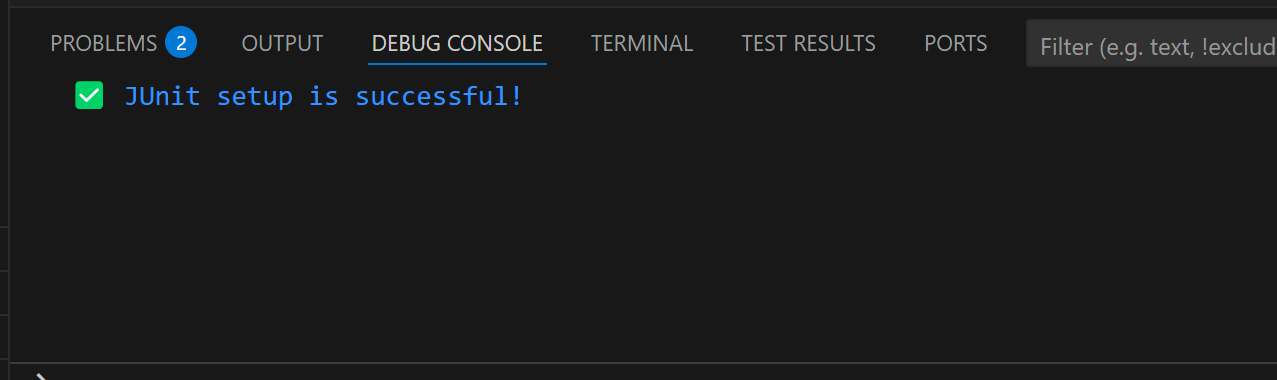 PROBLEMS 2 OUTPUT DEBUG CONSOLE TERMINAL TEST RESULTS PORTS Filter (e.g. text, !exclud
✅ JUnit setup is successful!